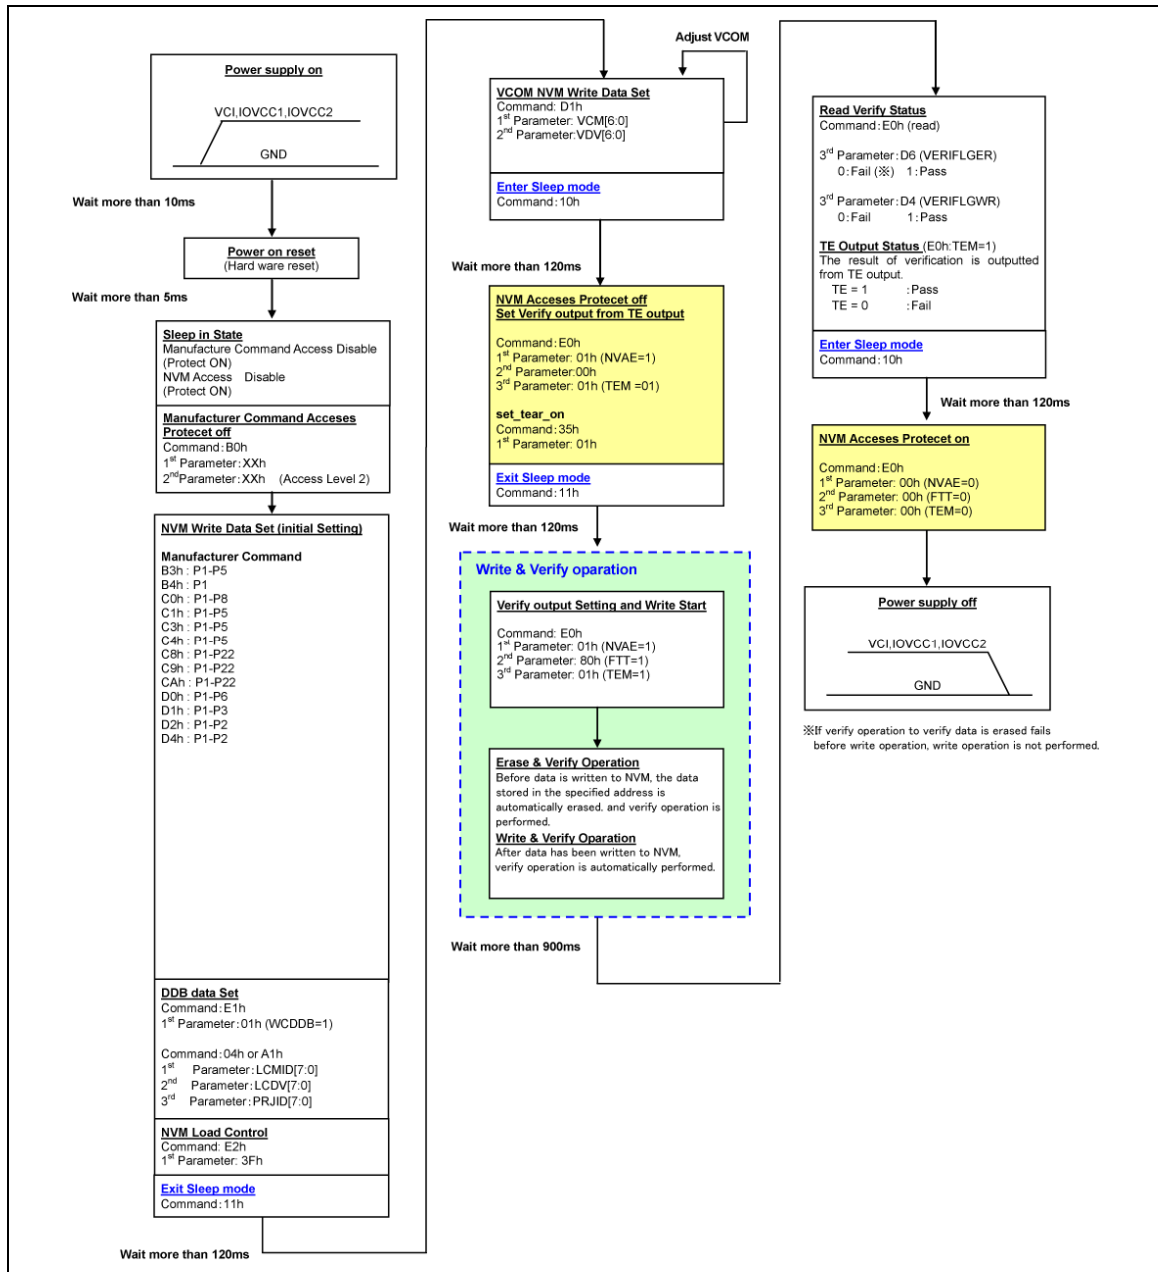 Power supply on
VCI,IOVCC1,IOVCC2
GND
Wait more than 10ms
Power on reset
(Hard ware reset)
Wait more than 5ms
Sleep in State
Manufacture Command Access Disable
(Protect ON)
NVM Access Disable
(Protect ON)
Manufacturer Command Acceses
Protecet off
Command:B0h
1st Parameter:XXh
2ndParameter:XXh (Access Level 2)
NVM Write Data Set (initial Setting)
Manufacturer Command
B3h : P1-P5
B4h : P1
C0h : P1-P8
C1h : P1-P5
C3h : P1-P5
C4h : P1-P5
C8h : P1-P22
C9h : P1-P22
CAh : P1-P22
D0h : P1-P6
D1h : P1-P3
D2h : P1-P2
D4h : P1-P2
DDB data Set
Command:E1h
1st Parameter:01h (WCDDB=1)
Command:04h or A1h
1st Parameter:LCMID[7:0]
2nd Parameter:LCDV[7:0]
3rd Parameter:PRJID[7:0]
NVM Load Control
Command: E2h
1st Parameter: 3Fh
Exit Sleep mode
Command:11h
Wait more than 120ms
Adjust VCOM
VCOM NVM Write Data Set
Command: D1h
1st Parameter: VCM[6:0]
2nd Parameter:VDV[6:0]
Enter Sleep mode
Command:10h
Wait more than 120ms
NVM Acceses Protecet off
Set Verify output from TE output
Command:E0h
1st Parameter: 01h (NVAE=1)
2nd Parameter:00h
3rd Parameter: 01h (TEM =01)
set_tear_on
Command:35h
1st Parameter: 01h
Exit Sleep mode
Command:11h
Wait more than 120ms
Write & Verify oparation
Verify output Setting and Write Start
Command: E0h
1st Parameter: 01h (NVAE=1)
2nd Parameter: 80h (FTT=1)
3rd Parameter: 01h (TEM=1)
Erase & Verify Operation
Before data is written to NVM, the data
stored in the specified address is
automatically erased, and verify operation is
performed.
Write & Verify Oparation
After data has been written to NVM,
verify operation is automatically performed.
Wait more than 900ms
Read Verify Status
Command:E0h (read)
3rd Parameter:D6 (VERIFLGER)
0:Fail (※) 1:Pass
3rd Parameter:D4 (VERIFLGWR)
0:Fail 1:Pass
TE Output Status (E0h:TEM=1)
The result of verification is outputted
from TE output.
TE = 1 :Pass
TE = 0 :Fail
Enter Sleep mode
Command:10h
Wait more than 120ms
NVM Acceses Protecet on
Command:E0h
1st Parameter: 00h (NVAE=0)
2nd Parameter: 00h (FTT=0)
3rd Parameter: 00h (TEM=0)
Power supply off
VCI,IOVCC1,IOVCC2
GND
※If verify operation to verify data is erased fails
before write operation, write operation is not performed.